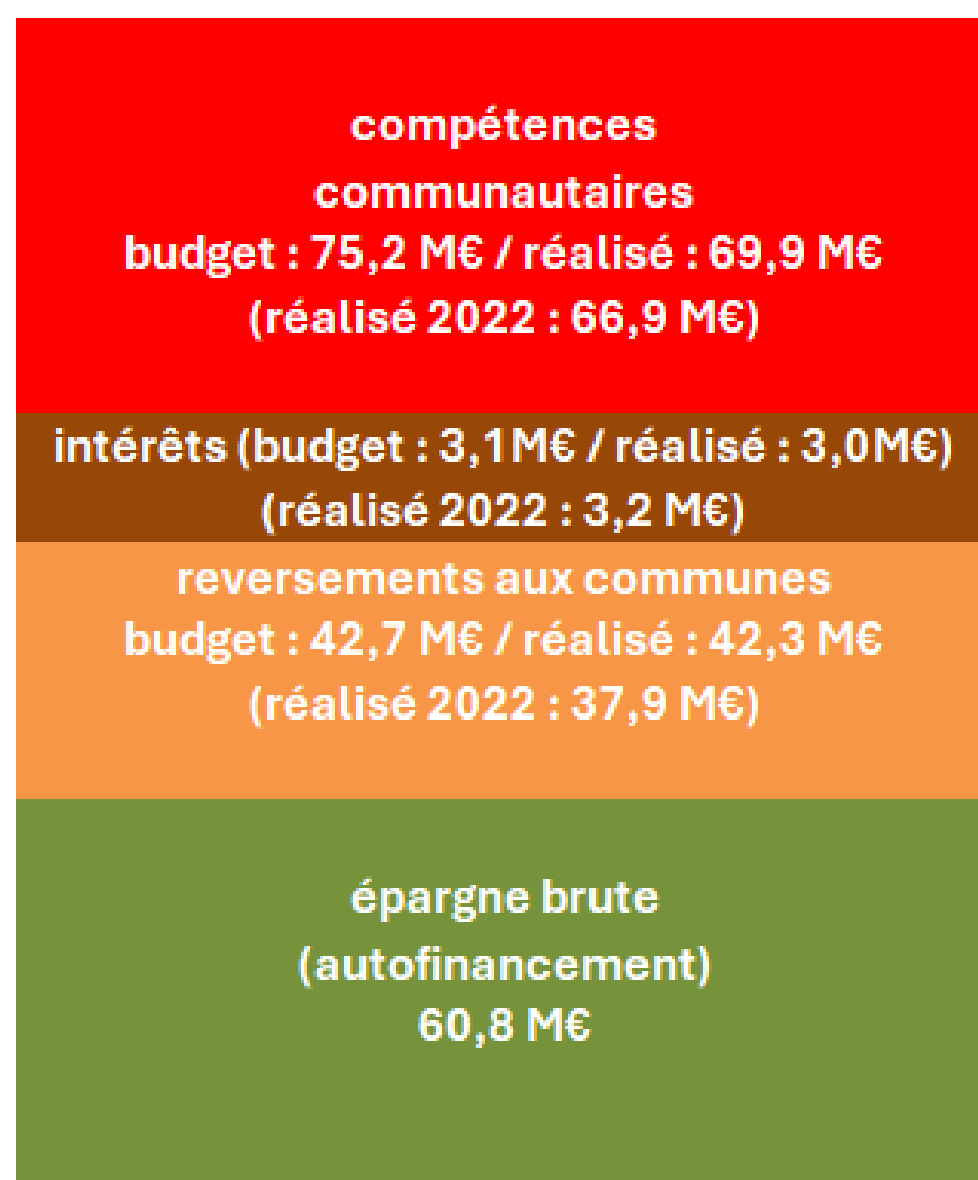 compétences
communautaires
budget : 75,2 M€ / réalisé : 69,9 M€
(réalisé 2022 : 66,9 M€)
intérêts (budget : 3,1M€ / réalisé : 3,0M€)
(réalisé 2022 : 3,2 M€)
reversements aux communes
budget : 42,7 M€ / réalisé : 42,3 M€
(réalisé 2022 : 37,9 M€)
épargne brute
(autofinancement)
60,8 M€